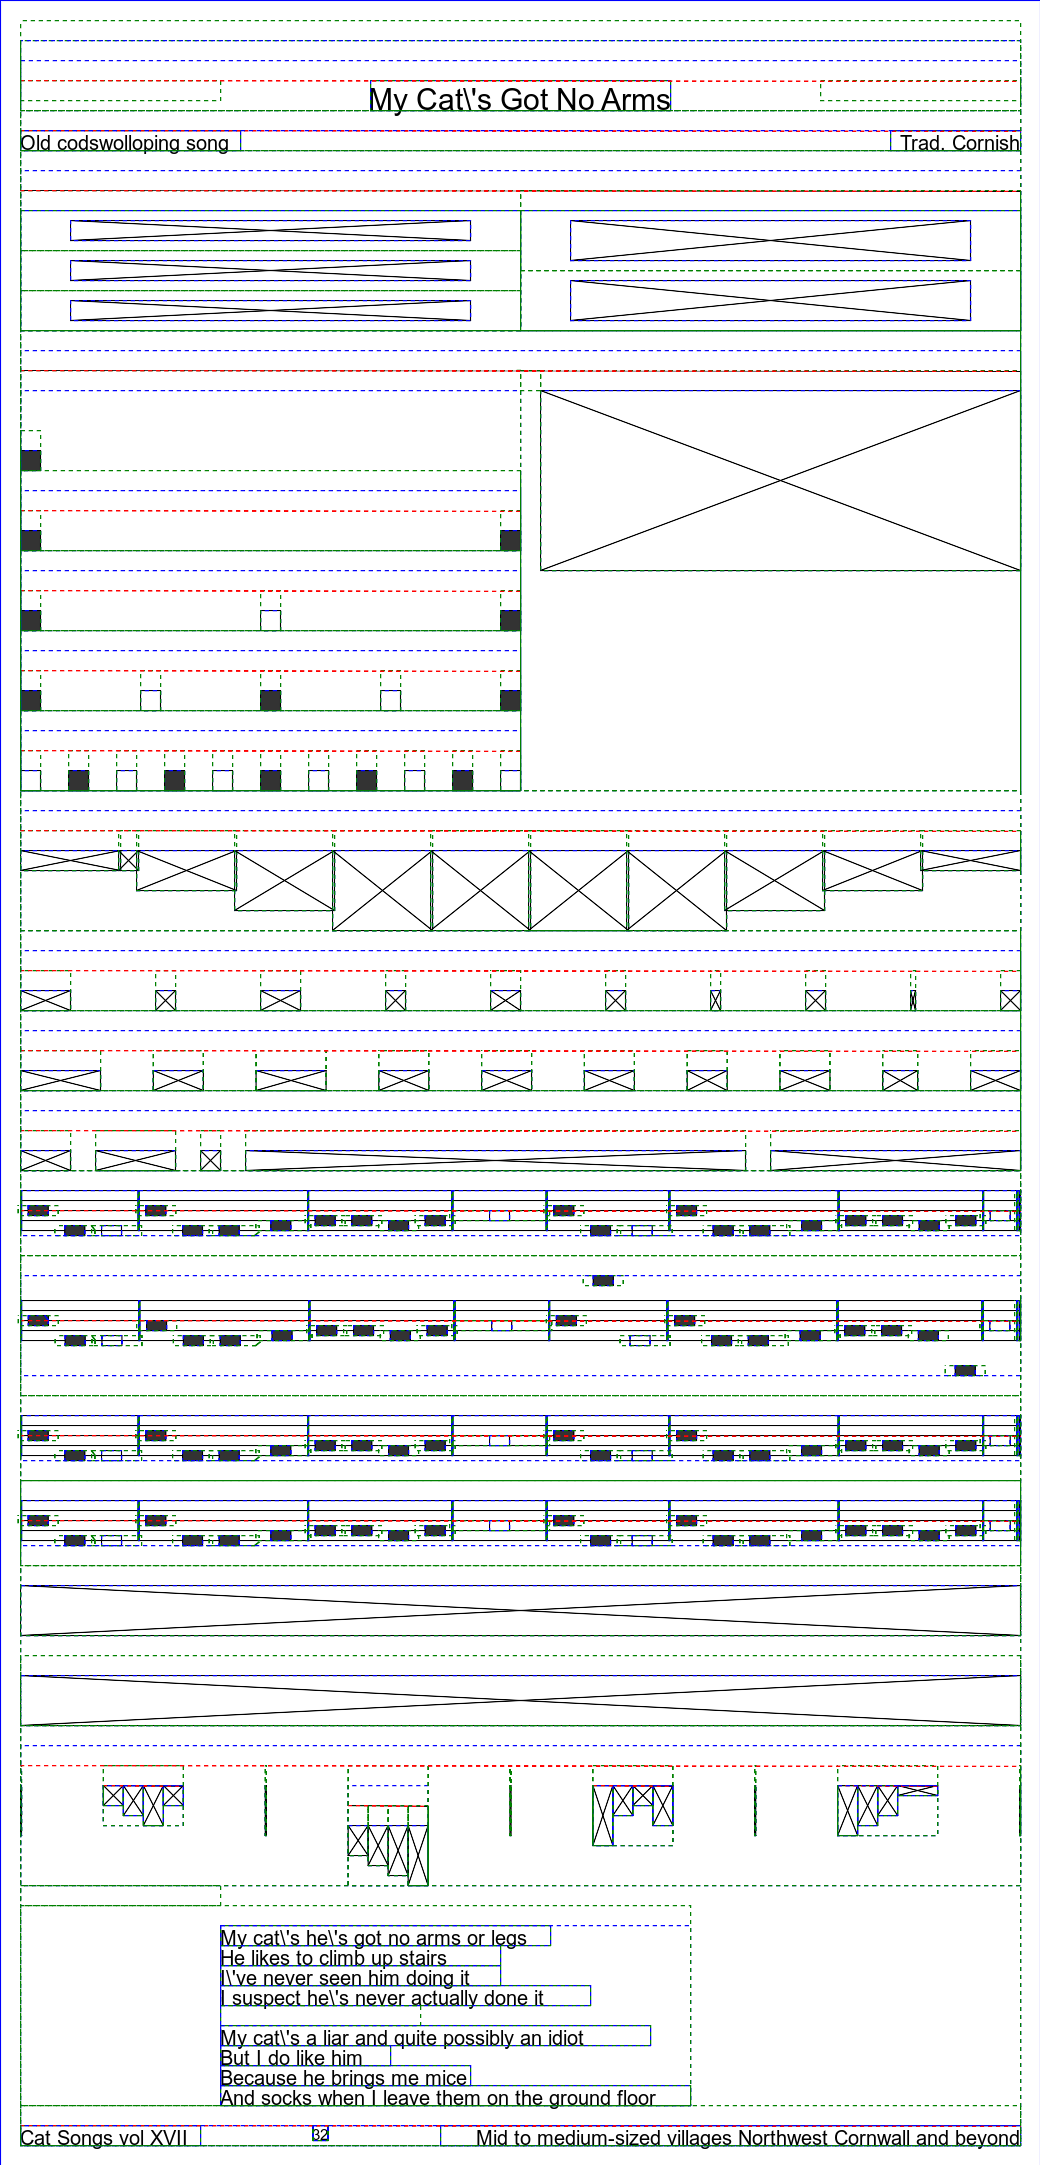 My Cat\'s Got No Arms
Old codswolloping song
Trad. Cornish
My cat\'s he\'s got no arms or legs
He likes to climb up stairs
I\'ve never seen him doing it
I suspect he\'s never actually done it
My cat\'s a liar and quite possibly an idiot
But I do like him
Because he brings me mice
And socks when I leave them on the ground floor
Cat Songs vol XVII
32
Mid to medium-sized villages Northwest Cornwall and beyond